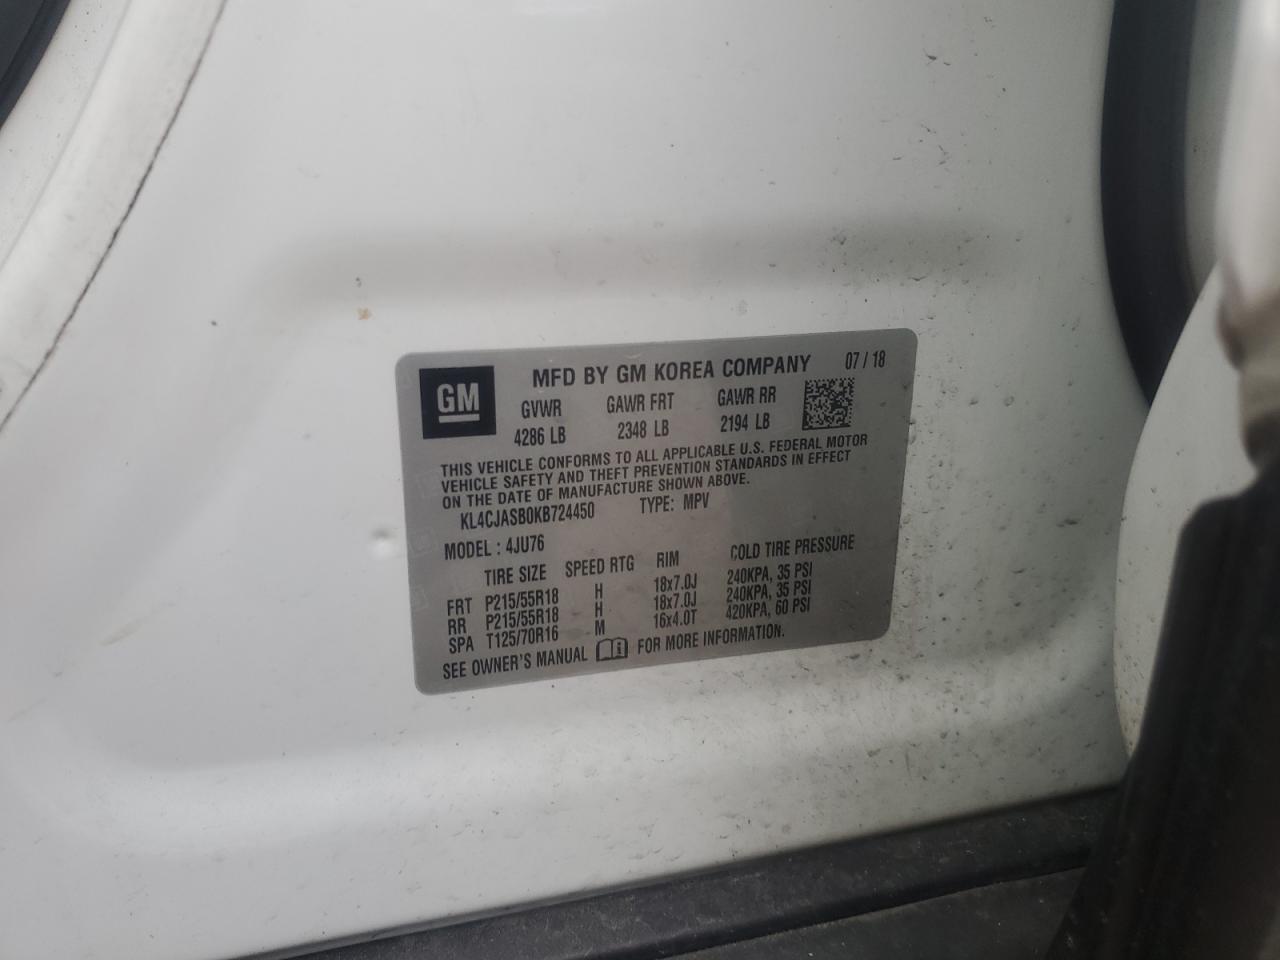 GM MFD BY GM KOREA COMPANY 07 / 18
GVWR GAWR FRT GAWR RR
4286 LB 2348 LB 2194 LB
THIS VEHICLE CONFORMS TO ALL APPLICABLE U.S. FEDERAL MOTOR
VEHICLE SAFETY AND THEFT PREVENTION STANDARDS IN EFFECT
ON THE DATE OF MANUFACTURE SHOWN ABOVE.
KL4CJASB0KB724450 TYPE: MPV
MODEL : 4JU76
TIRE SIZE SPEED RTG RIM COLD TIRE PRESSURE
FRT P215/55R18 H 18x7.0J 240KPA, 35 PSI
RR P215/55R18 H 18x7.0J 240KPA, 35 PSI
SPA T125/70R16 M 16x4.0T 420KPA, 60 PSI
SEE OWNER'S MANUAL FOR MORE INFORMATION.